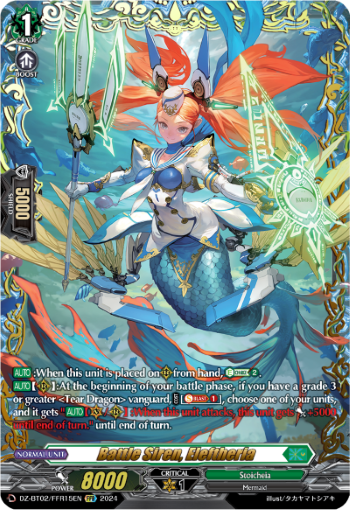 1
GRADE
BOOST
5000
SHIELD
AUTO:When this unit is placed on from hand, 2
AUTO【 】:At the beginning of your battle phase, if you have a grade 3
or greater <Tear Dragon> vanguard, 1, choose one of your units,
and it gets "AUTO【 】:When this unit attacks, this unit gets +5000
until end of turn." until end of turn.
NORMAL UNIT
Battle Siren, Eleftheria
POWER 8000
CRITICAL
1
Stoicheia
Mermaid
DZ-BT02/FFR15EN FFR 2024
illust/タカヤマトシアキ